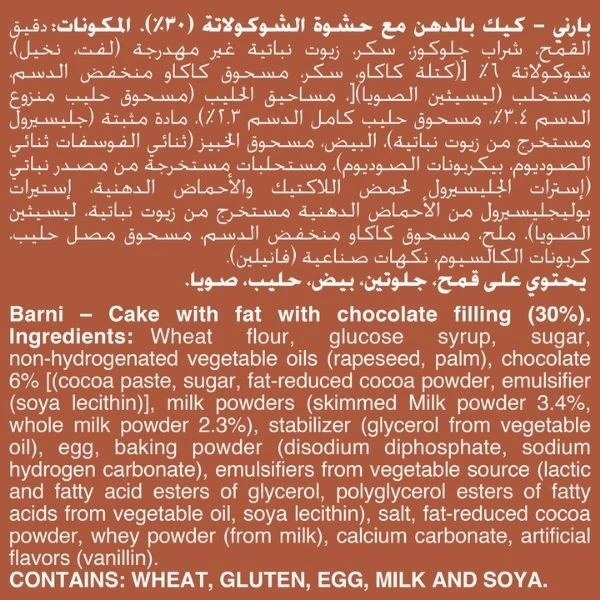 بارني – كيك بالدهن مع حشوة الشوكولاتة (٣٠٪). المكونات: دقيق
القمح، شراب جلوكوز، سكر، زيوت نباتية غير مهدرجة (لفت، نخيل)،
شوكولاتة ٦٪ [(كتلة كاكاو، سكر، مسحوق كاكاو منخفض الدسم،
مستحلب (ليسيثين الصويا)]، مساحيق الحليب (مسحوق حليب منزوع
الدسم ٣.٤٪، مسحوق حليب كامل الدسم ٢.٣٪)، مادة مثبتة (جليسيرول
مستخرج من زيوت نباتية)، البيض، مسحوق الخبيز (ثنائي الفوسفات ثنائي
الصوديوم، بيكربونات الصوديوم)، مستحلبات مستخرجة من مصدر نباتي
(إسترات الجليسيرول لحمض اللاكتيك والأحماض الدهنية، إستيرات
بوليجليسيرول من الأحماض الدهنية مستخرج من زيوت نباتية، ليسيثين
الصويا)، ملح، مسحوق كاكاو منخفض الدسم، مسحوق مصل حليب،
كربونات الكالسيوم، نكهات صناعية (فانيلين).
يحتوي على قمح، جلوتين، بيض، حليب، صويا.
Barni – Cake with fat with chocolate filling (30%).
Ingredients: Wheat flour, glucose syrup, sugar,
non-hydrogenated vegetable oils (rapeseed, palm), chocolate
6% [(cocoa paste, sugar, fat-reduced cocoa powder, emulsifier
(soya lecithin)], milk powders (skimmed Milk powder 3.4%,
whole milk powder 2.3%), stabilizer (glycerol from vegetable
oil), egg, baking powder (disodium diphosphate, sodium
hydrogen carbonate), emulsifiers from vegetable source (lactic
and fatty acid esters of glycerol, polyglycerol esters of fatty
acids from vegetable oil, soya lecithin), salt, fat-reduced cocoa
powder, whey powder (from milk), calcium carbonate, artificial
flavors (vanillin).
CONTAINS: WHEAT, GLUTEN, EGG, MILK AND SOYA.